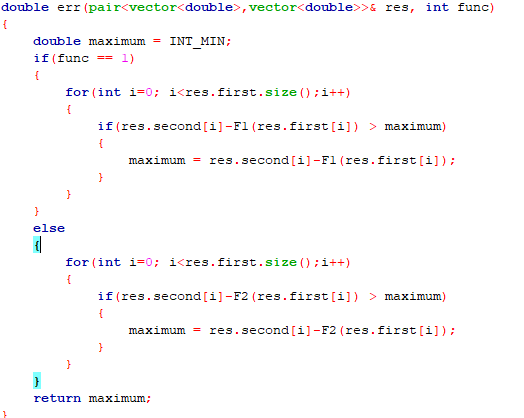 double err(pair<vector<double>,vector<double>>& res, int func)
{
    double maximum = INT_MIN;
    if(func == 1)
    {
        for(int i=0; i<res.first.size();i++)
        {
            if(res.second[i]-F1(res.first[i]) > maximum)
            {
                maximum = res.second[i]-F1(res.first[i]);
            }
        }
    }
    else
    {
        for(int i=0; i<res.first.size();i++)
        {
            if(res.second[i]-F2(res.first[i]) > maximum)
            {
                maximum = res.second[i]-F2(res.first[i]);
            }
        }
    }
    return maximum;
}